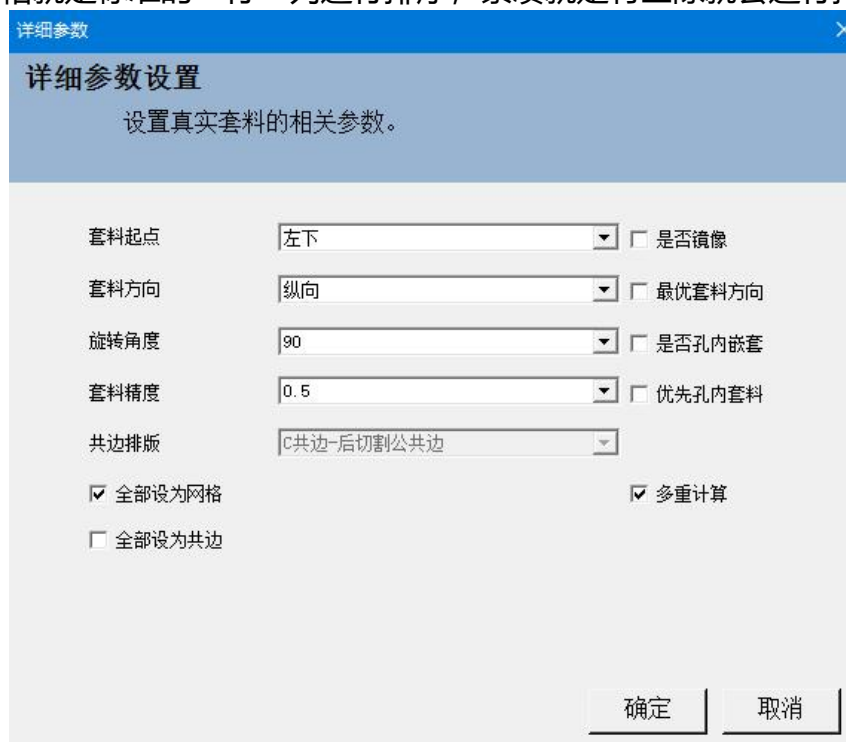 详细参数
详细参数设置
设置真实套料的相关参数。
套料起点 左下 是否镜像
套料方向 纵向 最优套料方向
旋转角度 90 是否孔内嵌套
套料精度 0.5 优先孔内套料
共边排版 C共边-后切割公共边
全部设为网格 多重计算
全部设为共边
确定 取消